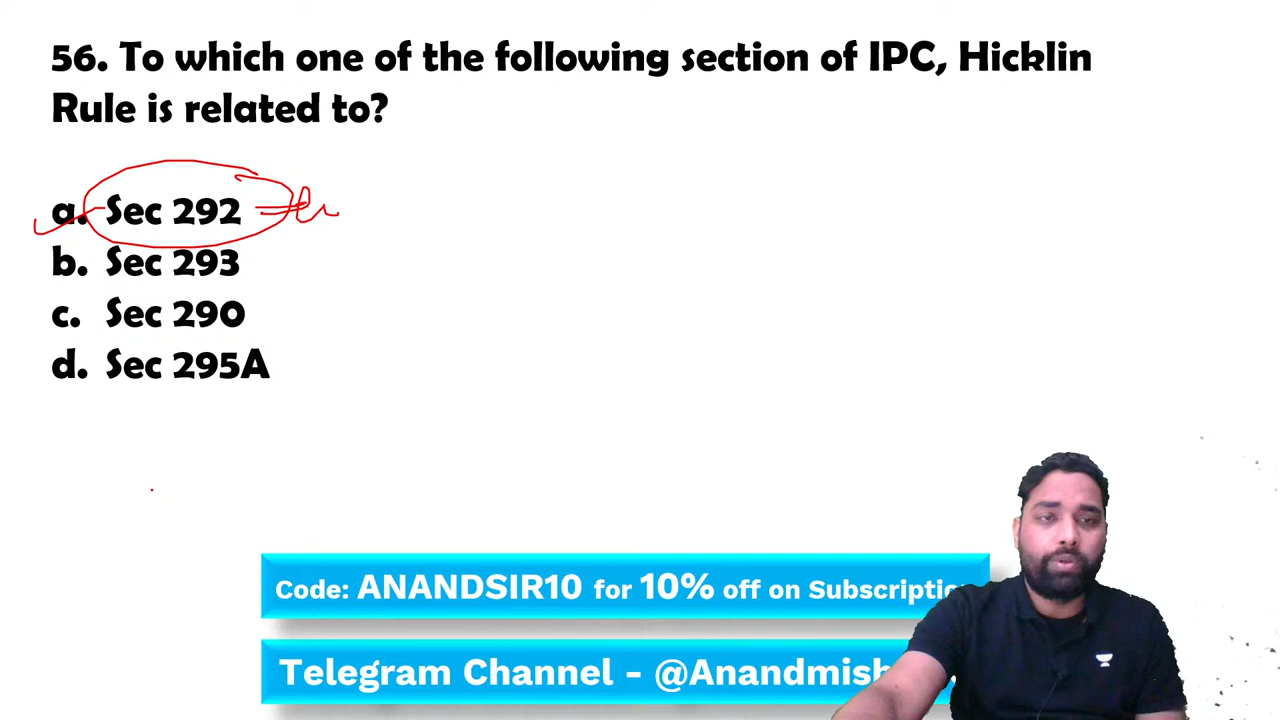 56. To which one of the following section of IPC, Hicklin
Rule is related to?
a. Sec 292
b. Sec 293
c. Sec 290
d. Sec 295A
Code: ANANDSIR10 for 10% off on Subscriptio
Telegram Channel - @Anandmish